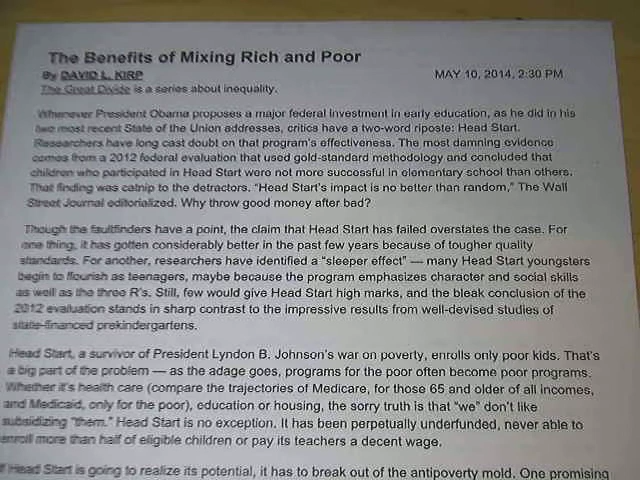 The Benefits of Mixing Rich and Poor
By DAVID L. KIRP MAY 10, 2014, 2:30 PM
The Great Divide is a series about inequality.
Whenever President Obama proposes a major federal investment in early education, as he did in his
two most recent State of the Union addresses, critics have a two-word riposte: Head Start.
Researchers have long cast doubt on that program's effectiveness. The most damning evidence
comes from a 2012 federal evaluation that used gold-standard methodology and concluded that
children who participated in Head Start were not more successful in elementary school than others.
That finding was catnip to the detractors. “Head Start's impact is no better than random,” The Wall
Street Journal editorialized. Why throw good money after bad?
Though the faultfinders have a point, the claim that Head Start has failed overstates the case. For
one thing, it has gotten considerably better in the past few years because of tougher quality
standards. For another, researchers have identified a “sleeper effect” — many Head Start youngsters
begin to flourish as teenagers, maybe because the program emphasizes character and social skills
as well as the three R's. Still, few would give Head Start high marks, and the bleak conclusion of the
2012 evaluation stands in sharp contrast to the impressive results from well-devised studies of
state-financed prekindergartens.
Head Start, a survivor of President Lyndon B. Johnson's war on poverty, enrolls only poor kids. That's
a big part of the problem — as the adage goes, programs for the poor often become poor programs.
Whether it's health care (compare the trajectories of Medicare, for those 65 and older of all incomes,
and Medicaid, only for the poor), education or housing, the sorry truth is that “we” don't like
subsidizing “them.” Head Start is no exception. It has been perpetually underfunded, never able to
enroll more than half of eligible children or pay its teachers a decent wage.
If Head Start is going to realize its potential, it has to break out of the antipoverty mold. One promising